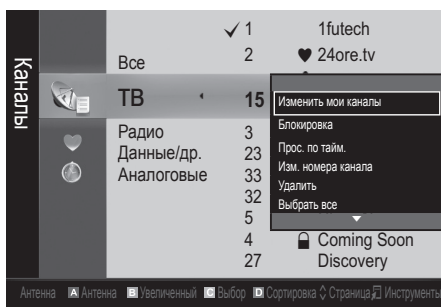 Каналы
✓ 1 1futech
Все 2 ♥ 24ore.tv
ТВ 15
Радио 3
Данные/др. 23
Аналоговые 33
32
5
4 Coming Soon
27 Discovery
Изменить мои каналы
Блокировка
Прос. по тайм.
Изм. номера канала
Удалить
Выбрать все
Антенна A Антенна B Увеличенный C Выбор D Сортировка Страница Инструменты